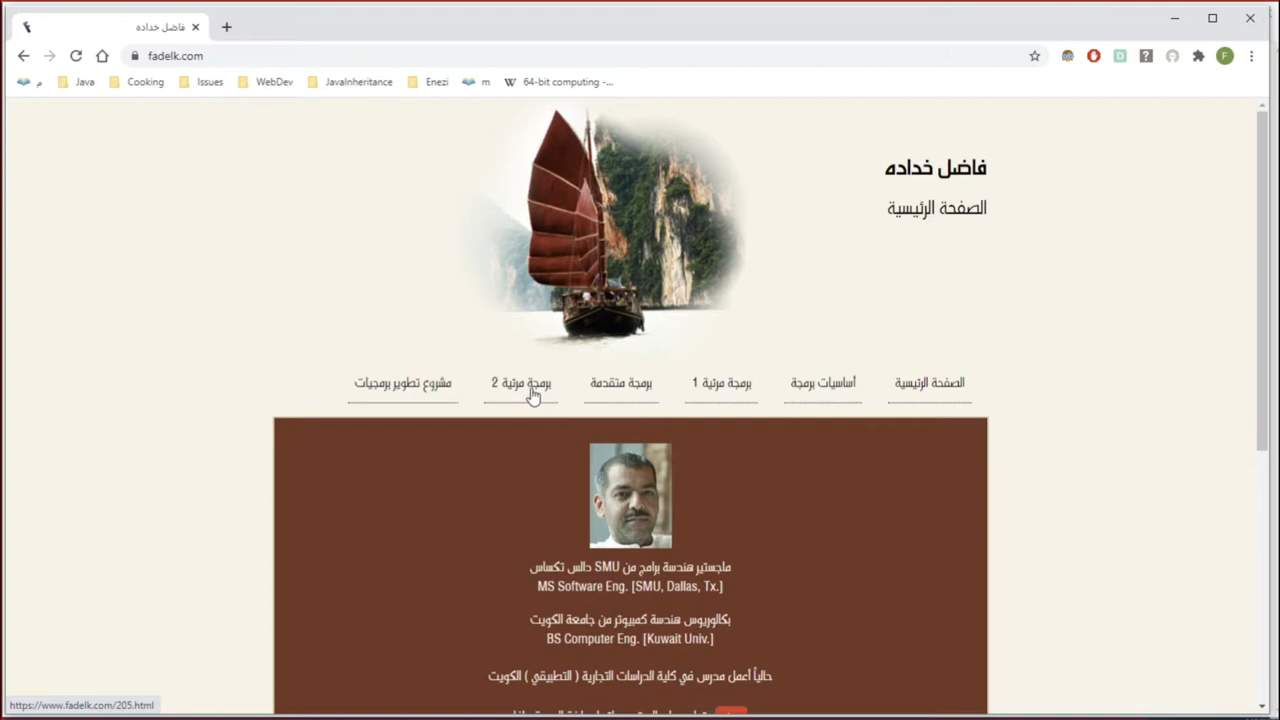 فاضل خداده
fadelk.com
م
Java
Cooking
Issues
WebDev
JavaInheritance
Enezi
m
W 64-bit computing -...
F
فاضل خداده
الصفحة الرئيسية
الصفحة الرئيسية
أساسيات برمجة
برمجة مرئية 1
برمجة متقدمة
برمجة مرئية 2
مشروع تطوير برمجيات
ماجستير هندسة برامج من SMU دالس تكساس
MS Software Eng. [SMU, Dallas, Tx.]
بكالوريوس هندسة كمبيوتر من جامعة الكويت
BS Computer Eng. [Kuwait Univ.]
حالياً أعمل مدرس في كلية الدراسات التجارية ( التطبيقي ) الكويت
https://www.fadelk.com/205.html